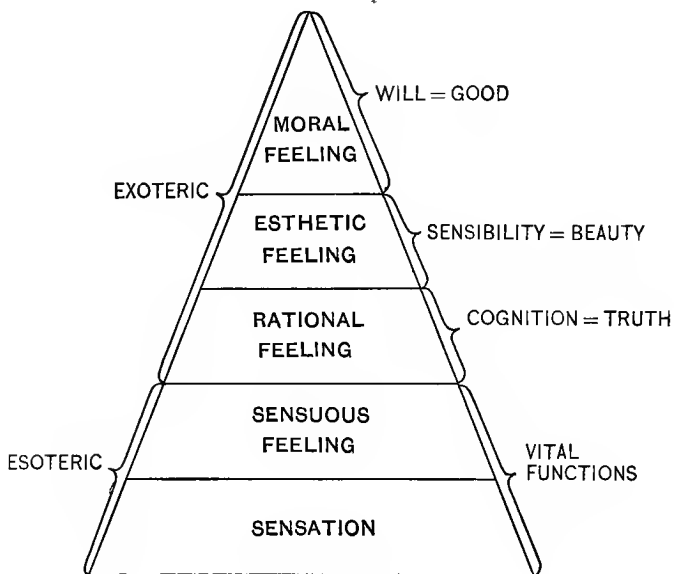 WILL = GOOD
MORAL
FEELING
EXOTERIC
ESTHETIC
FEELING
SENSIBILITY = BEAUTY
RATIONAL
FEELING
COGNITION = TRUTH
SENSUOUS
FEELING
ESOTERIC
VITAL
FUNCTIONS
SENSATION